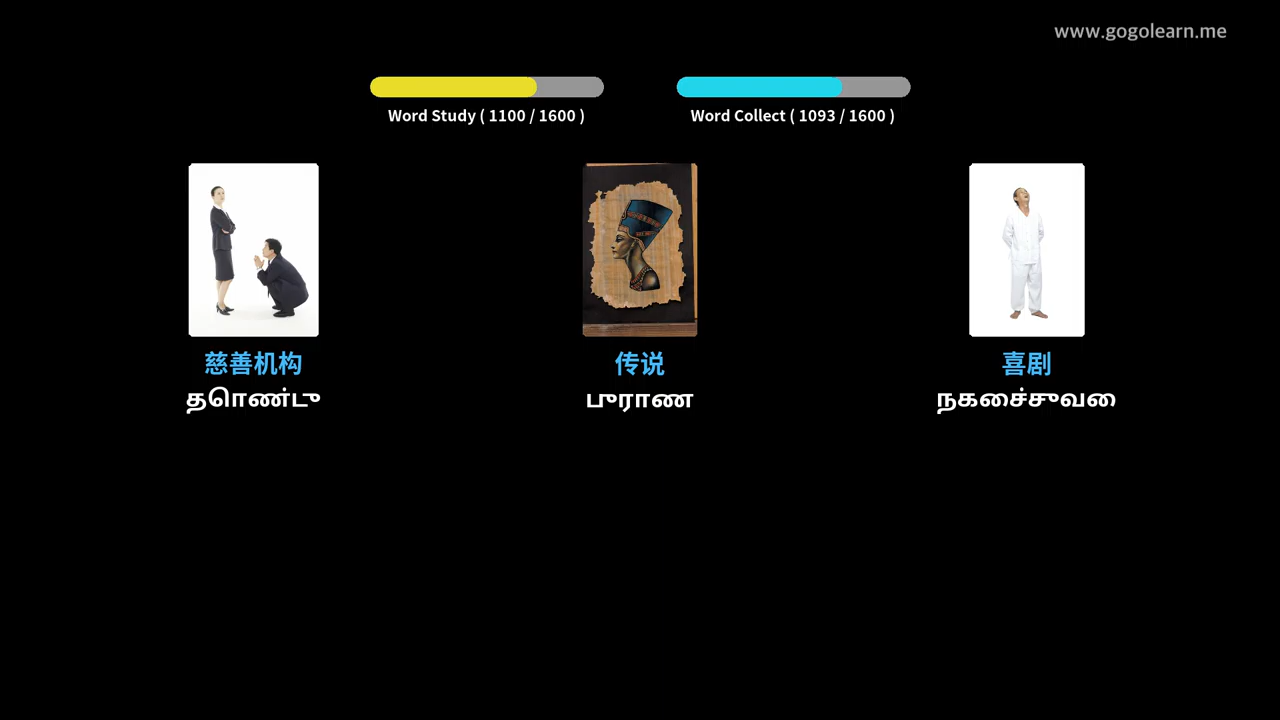 www.gogolearn.me
Word Study ( 1100 / 1600 )
Word Collect ( 1093 / 1600 )
慈善机构
தொண்டு
传说
புராண
喜剧
நகைச்சுவை